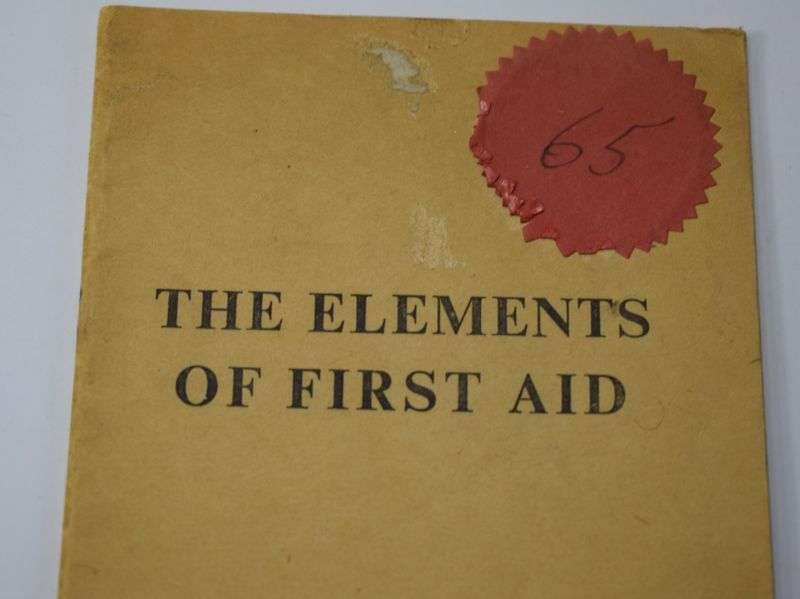 65
THE ELEMENTS
OF FIRST AID